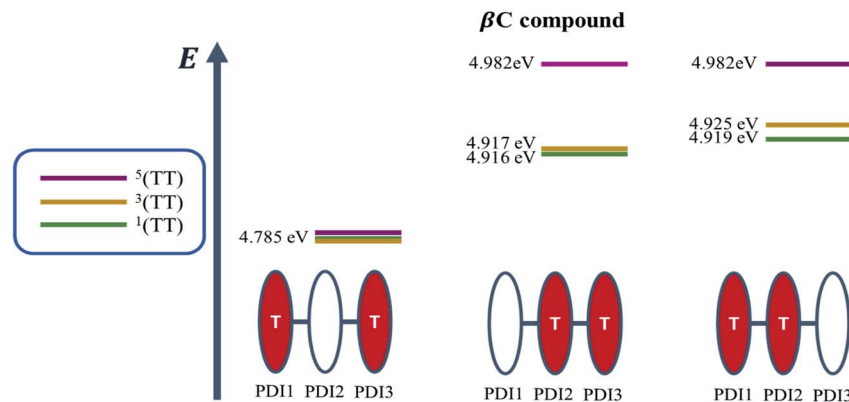 βC compound
E
4.982eV
4.982eV
4.917 eV
4.916 eV
4.925 eV
4.919 eV
⁵(TT)
³(TT)
¹(TT)
4.785 eV
T T
T T
T T
PDI1 PDI2 PDI3
PDI1 PDI2 PDI3
PDI1 PDI2 PDI3